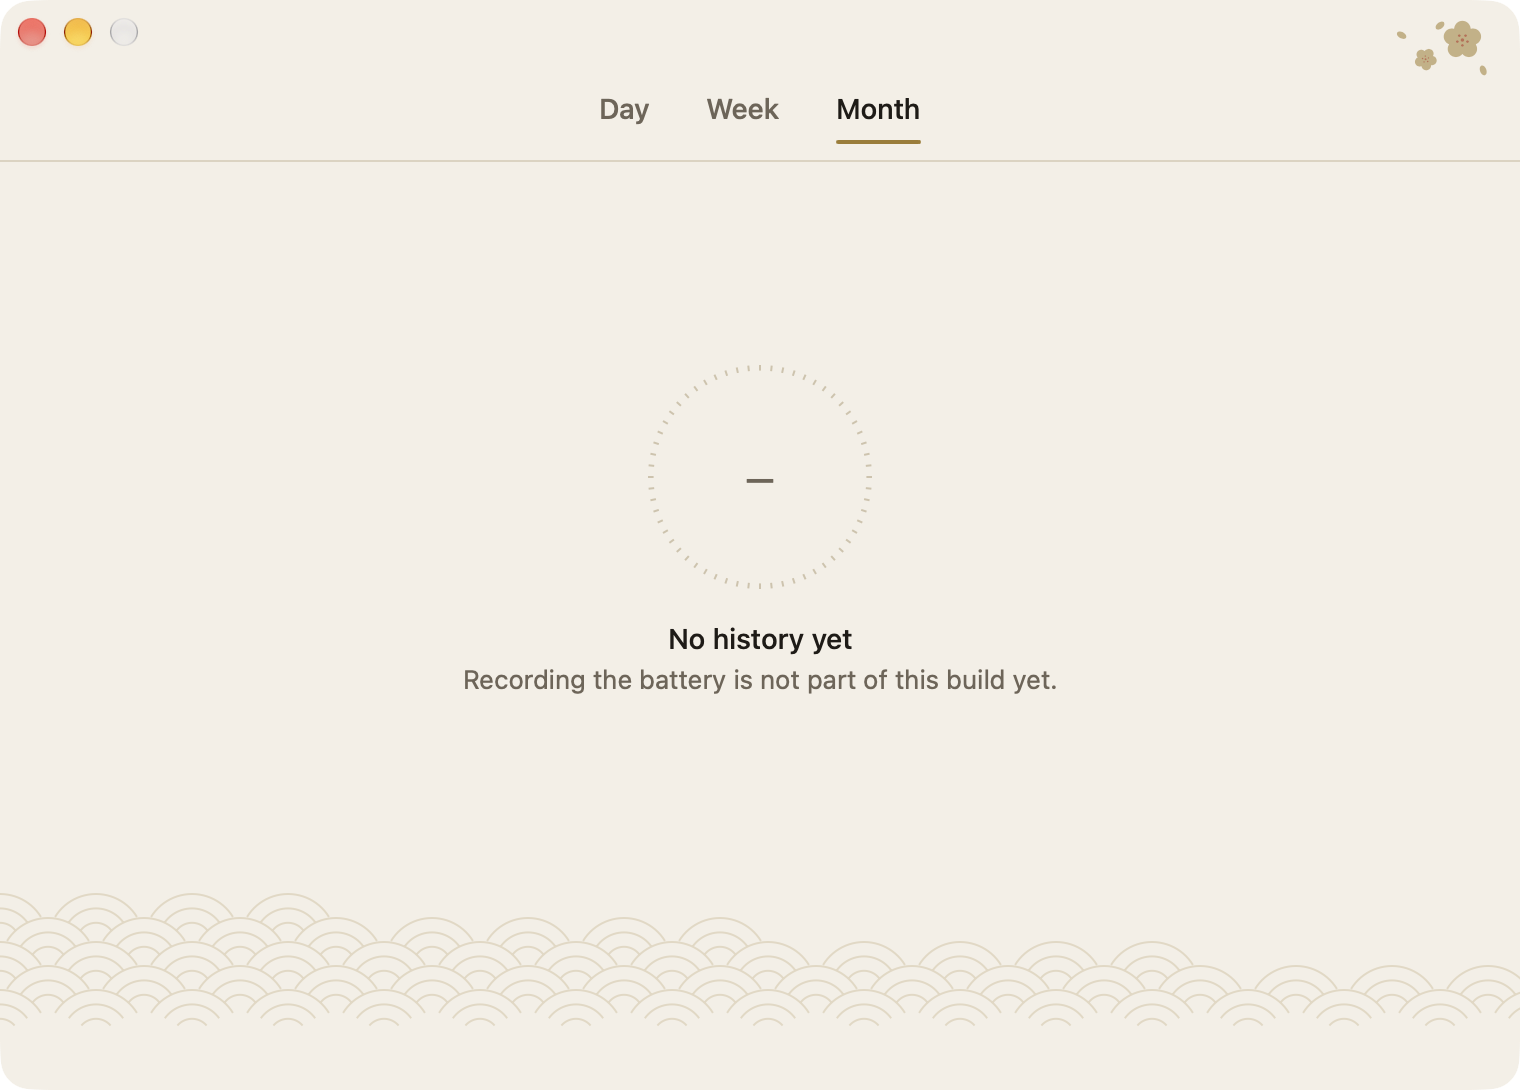 Day Week Month
–
No history yet
Recording the battery is not part of this build yet.